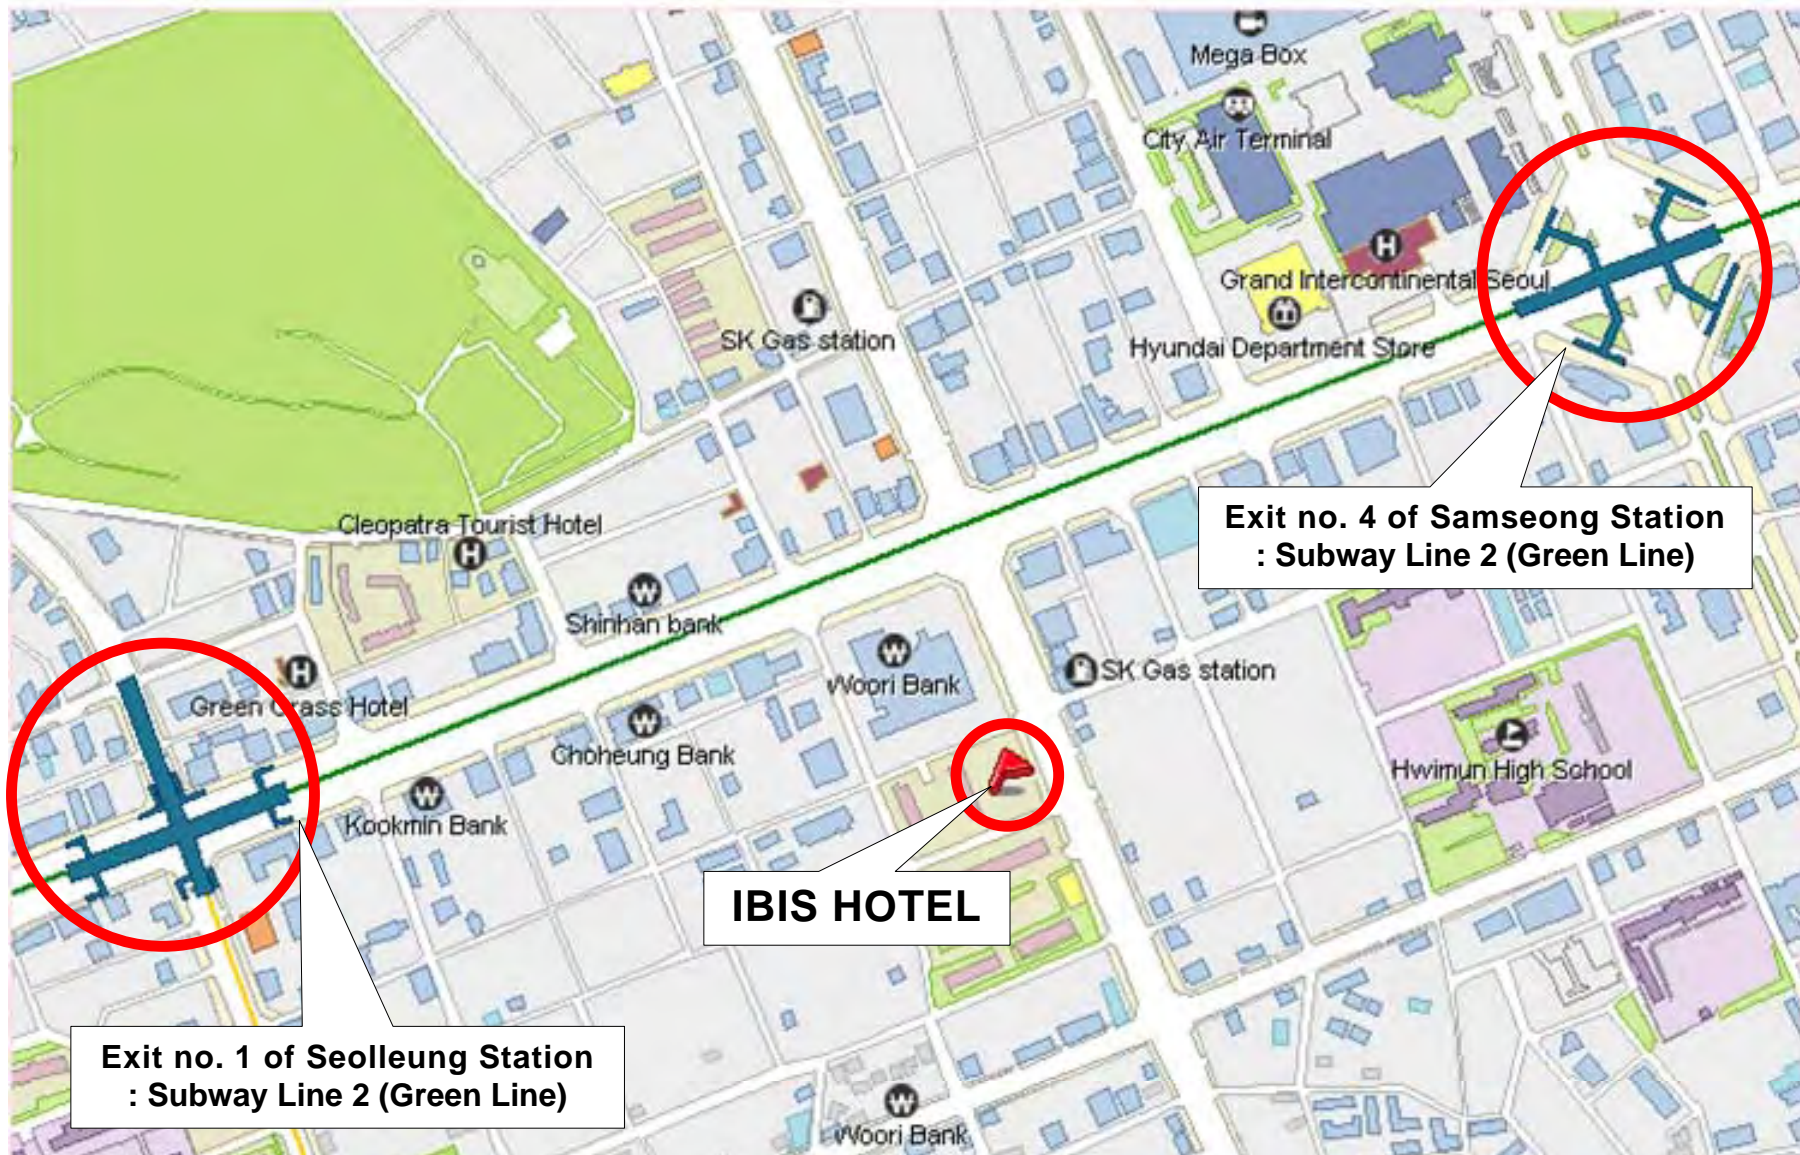 Mega Box
City Air Terminal
Grand Intercontinental Seoul
SK Gas station
Hyundai Department Store
Exit no. 4 of Samseong Station
: Subway Line 2 (Green Line)
Cleopatra Tourist Hotel
Shinhan bank
Woori Bank
SK Gas station
Green Grass Hotel
Choheung Bank
Hwimun High School
Kookmin Bank
IBIS HOTEL
Exit no. 1 of Seolleung Station
: Subway Line 2 (Green Line)
Woori Bank